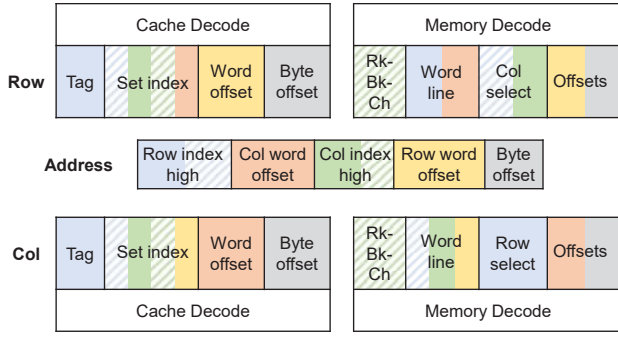 Cache Decode Memory Decode
Row Tag Set index Word offset Byte offset Rk-Bk-Ch Word line Col select Offsets
Address Row index high Col word offset Col index high Row word offset Byte offset
Col Tag Set index Word offset Byte offset Rk-Bk-Ch Word line Row select Offsets
Cache Decode Memory Decode